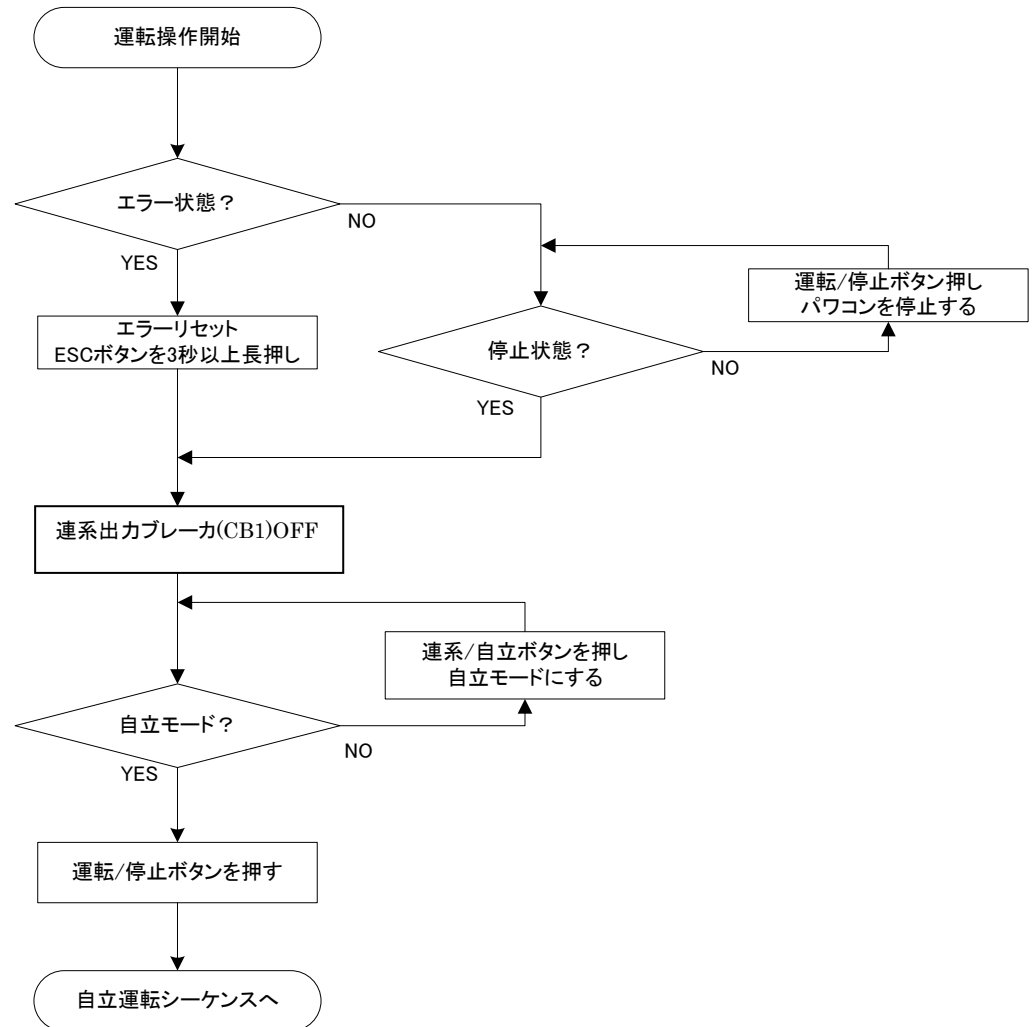 運転操作開始
エラー状態？
NO
YES
運転/停止ボタン押し
パワコンを停止する
エラーリセット
ESCボタンを3秒以上長押し
停止状態？
NO
YES
連系出力ブレーカ(CB1)OFF
連系/自立ボタンを押し
自立モードにする
自立モード？
NO
YES
運転/停止ボタンを押す
自立運転シーケンスへ